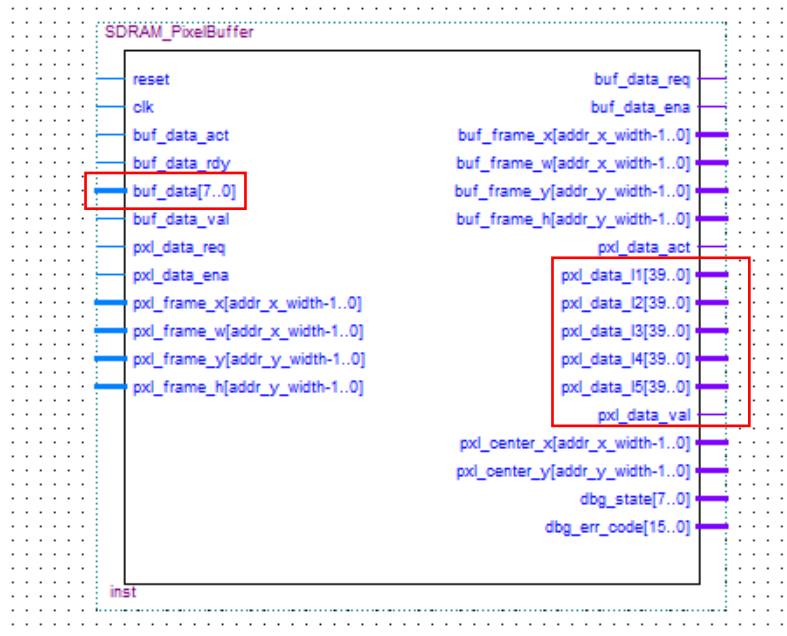 SDRAM_PixelBuffer
reset
clk
buf_data_act
buf_data_rdy
buf_data[7..0]
buf_data_val
pxl_data_req
pxl_data_ena
pxl_frame_x[addr_x_width-1..0]
pxl_frame_w[addr_x_width-1..0]
pxl_frame_y[addr_y_width-1..0]
pxl_frame_h[addr_y_width-1..0]
buf_data_req
buf_data_ena
buf_frame_x[addr_x_width-1..0]
buf_frame_w[addr_x_width-1..0]
buf_frame_y[addr_y_width-1..0]
buf_frame_h[addr_y_width-1..0]
pxl_data_act
pxl_data_l1[39..0]
pxl_data_l2[39..0]
pxl_data_l3[39..0]
pxl_data_l4[39..0]
pxl_data_l5[39..0]
pxl_data_val
pxl_center_x[addr_x_width-1..0]
pxl_center_y[addr_y_width-1..0]
dbg_state[7..0]
dbg_err_code[15..0]
inst